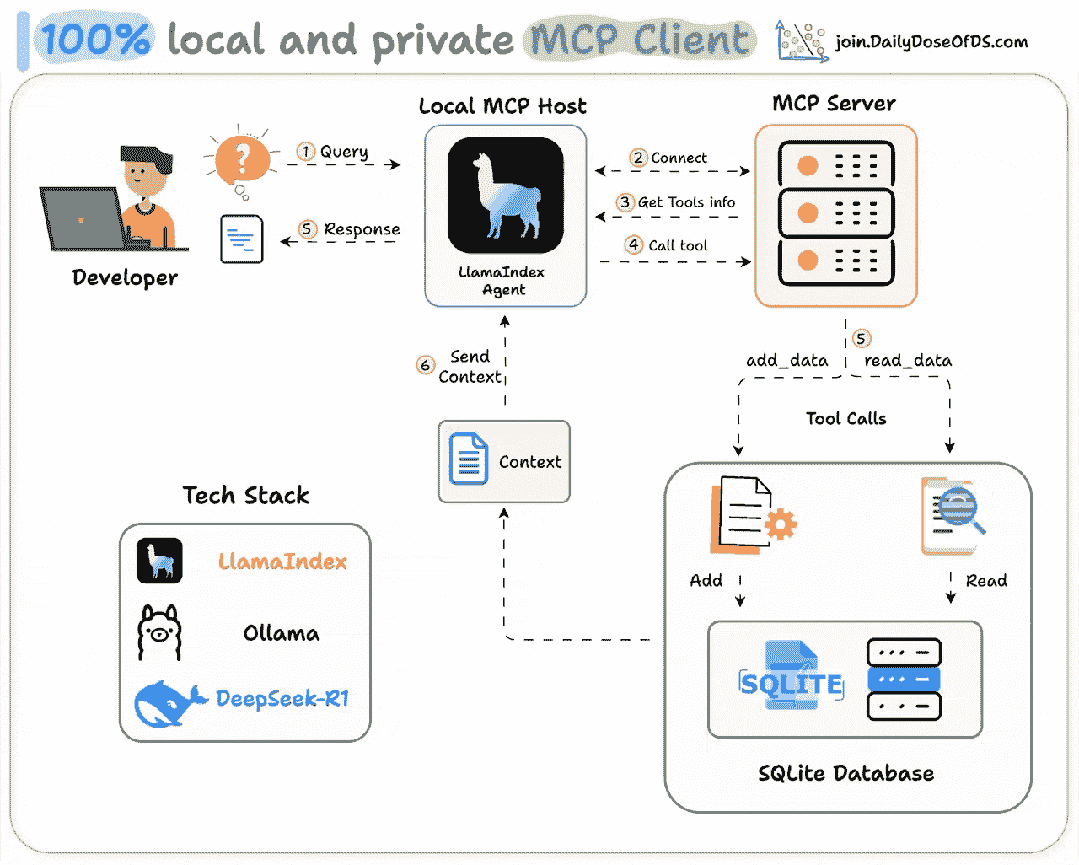 100% local and private MCP Client
join.DailyDoseOfDS.com
Local MCP Host
MCP Server
1 Query
2 Connect
3 Get Tools info
5 Response
4 Call tool
LlamaIndex
Agent
Developer
5
add_data
read_data
6 Send
Context
Tool Calls
Context
Tech Stack
LlamaIndex
Ollama
DeepSeek-R1
Add
Read
SQLITE
SQLite Database